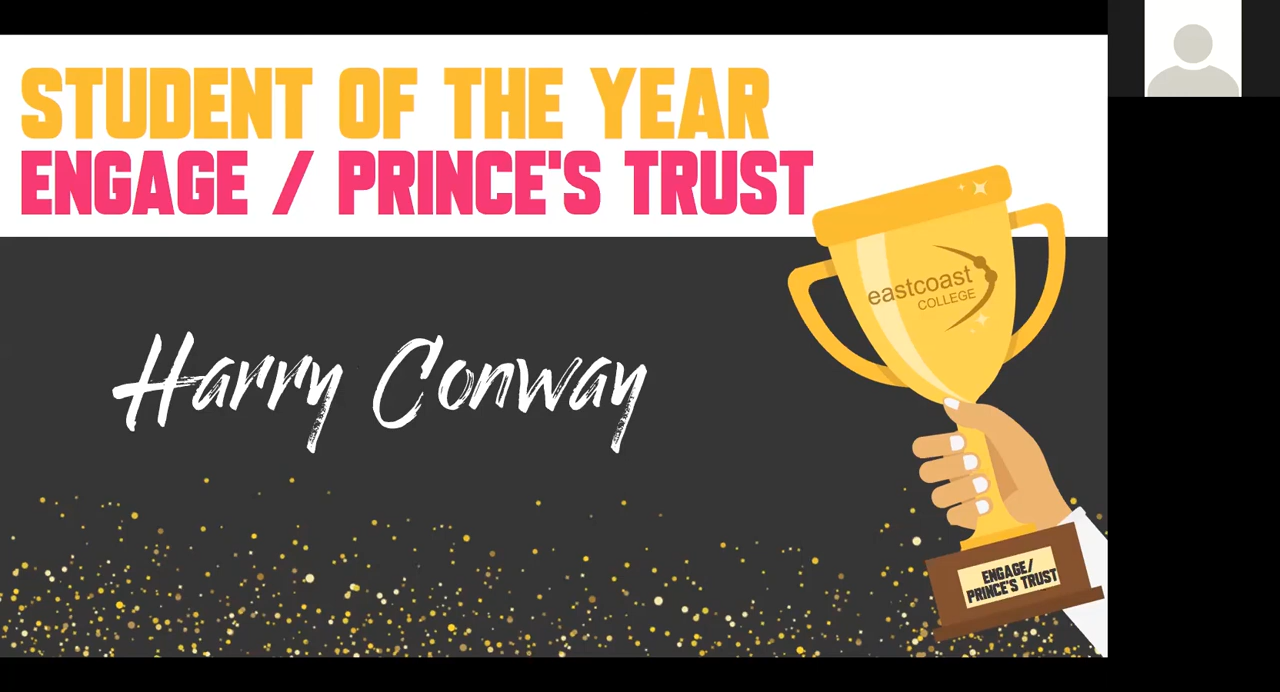 STUDENT OF THE YEAR
ENGAGE / PRINCE'S TRUST
eastcoast
COLLEGE
Harry Conway
ENGAGE/
PRINCE'S TRUST